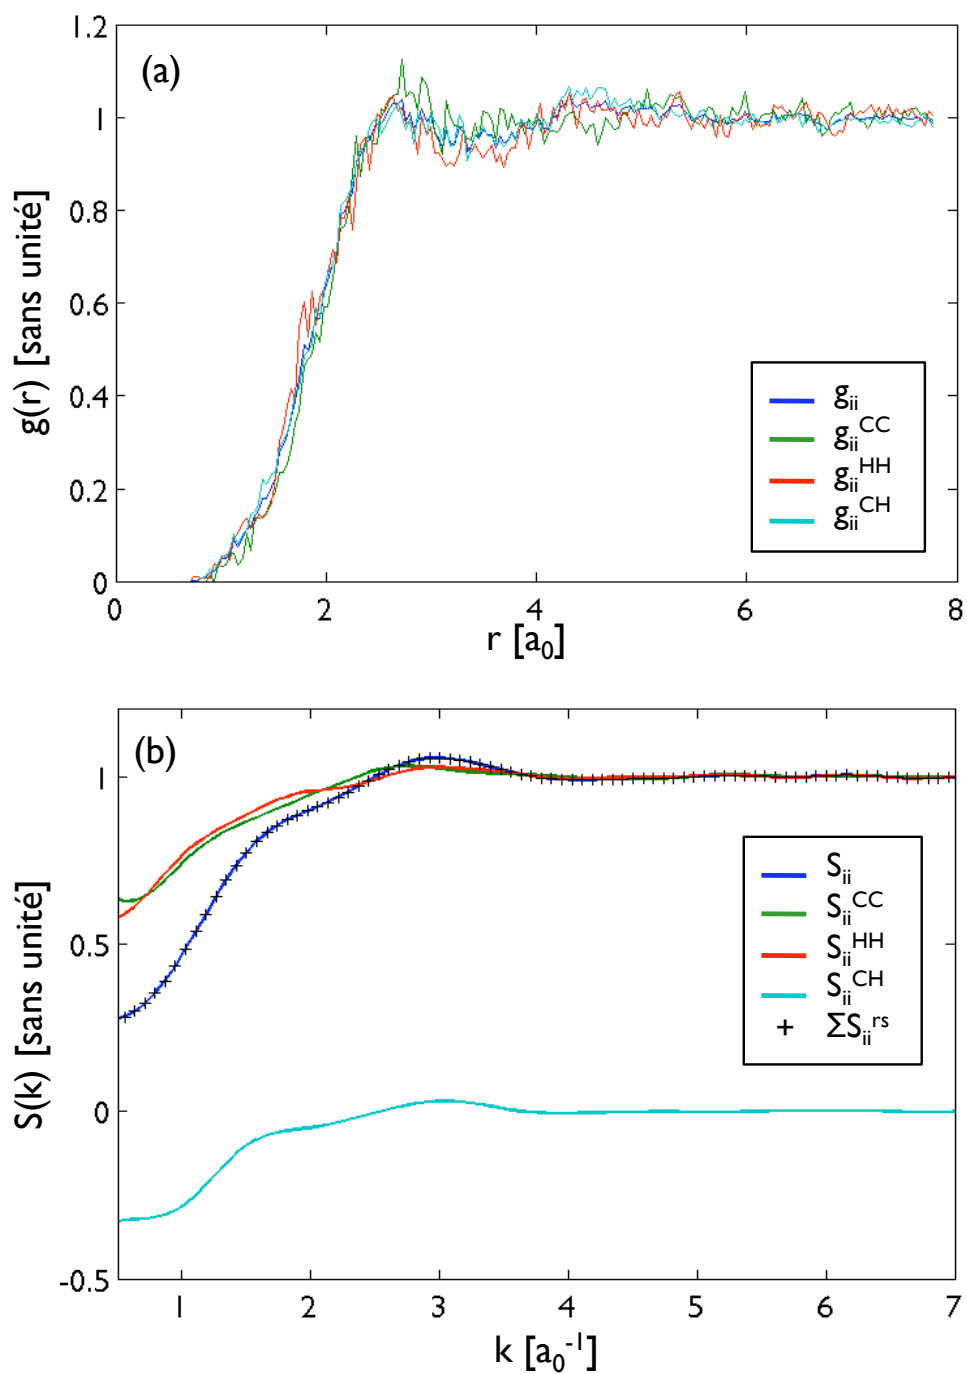 1.2
(a)
1
0.8
0.6
0.4
0.2
0
g(r) [sans unité]
g_ii
g_ii^CC
g_ii^HH
g_ii^CH
0 2 4 6 8
r [a_0]
(b)
1
0.5
0
-0.5
S(k) [sans unité]
S_ii
S_ii^CC
S_ii^HH
S_ii^CH
+ ΣS_ii^rs
1 2 3 4 5 6 7
k [a_0^-1]